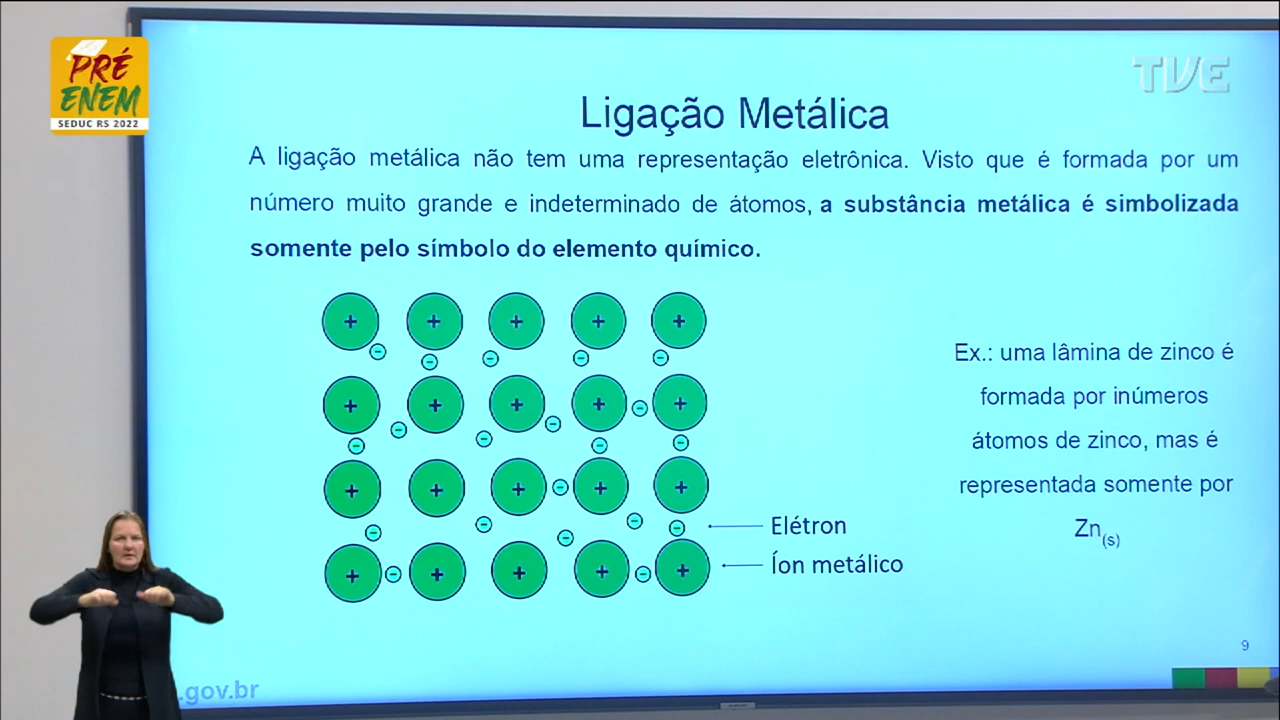 PRÉ
ENEM
SEDUC RS 2022
TVE
Ligação Metálica
A ligação metálica não tem uma representação eletrônica. Visto que é formada por um
número muito grande e indeterminado de átomos, a substância metálica é simbolizada
somente pelo símbolo do elemento químico.
Ex.: uma lâmina de zinco é
formada por inúmeros
átomos de zinco, mas é
representada somente por
Zn(s)
Elétron
Íon metálico
9
.gov.br